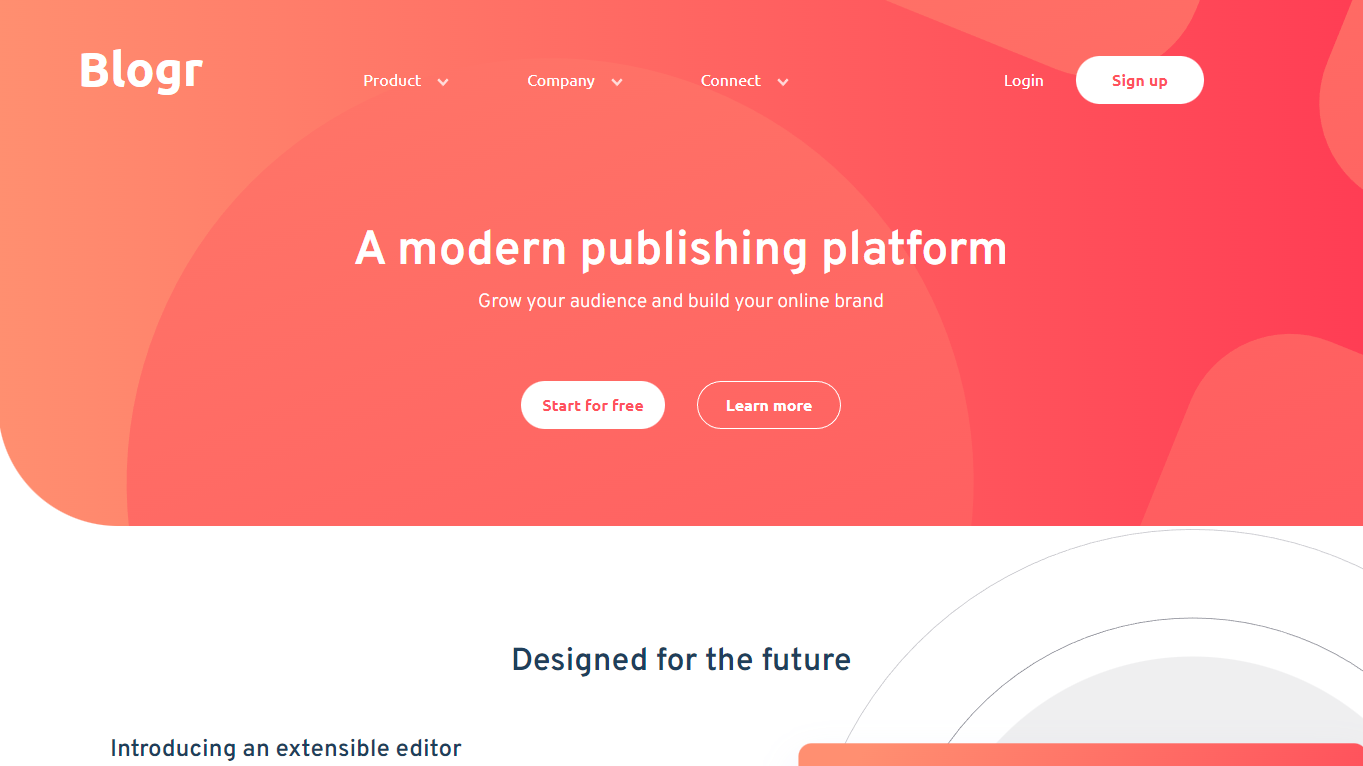 Blogr
Product
Company
Connect
Login
Sign up
A modern publishing platform
Grow your audience and build your online brand
Start for free
Learn more
Designed for the future
Introducing an extensible editor